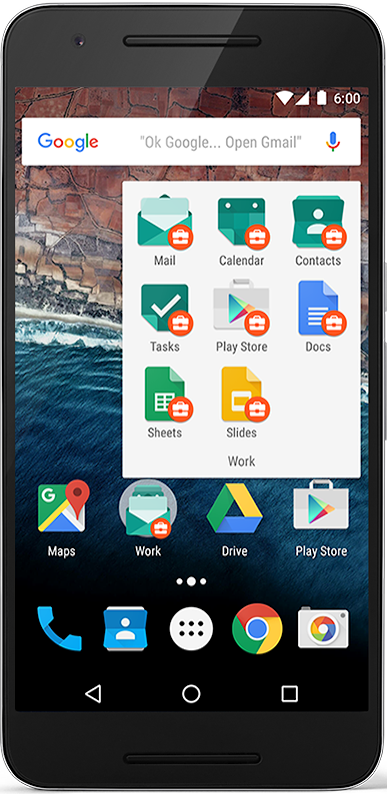 6:00
Google "Ok Google... Open Gmail"
Mail Calendar Contacts
Tasks Play Store Docs
Sheets Slides
Work
Maps Work Drive Play Store